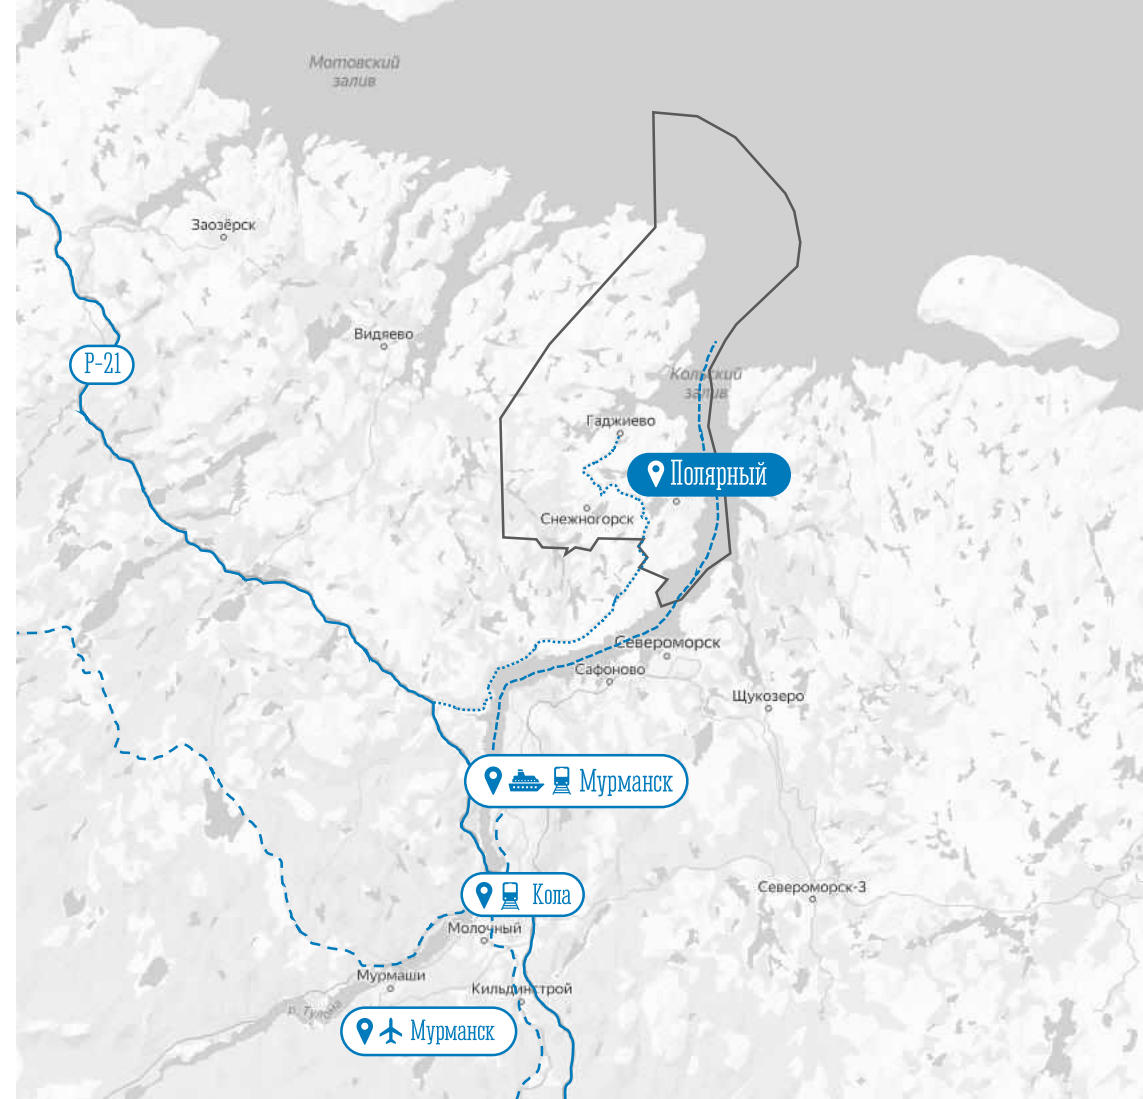 Мотовский
залив
Заозёрск
Видяево
Р-21
Кольский
залив
Гаджиево
Полярный
Снежногорск
Североморск
Сафоново
Щукозеро
Мурманск
Североморск-3
Кола
Молочный
Мурмаши
Кильдинстрой
р. Тулома
Мурманск